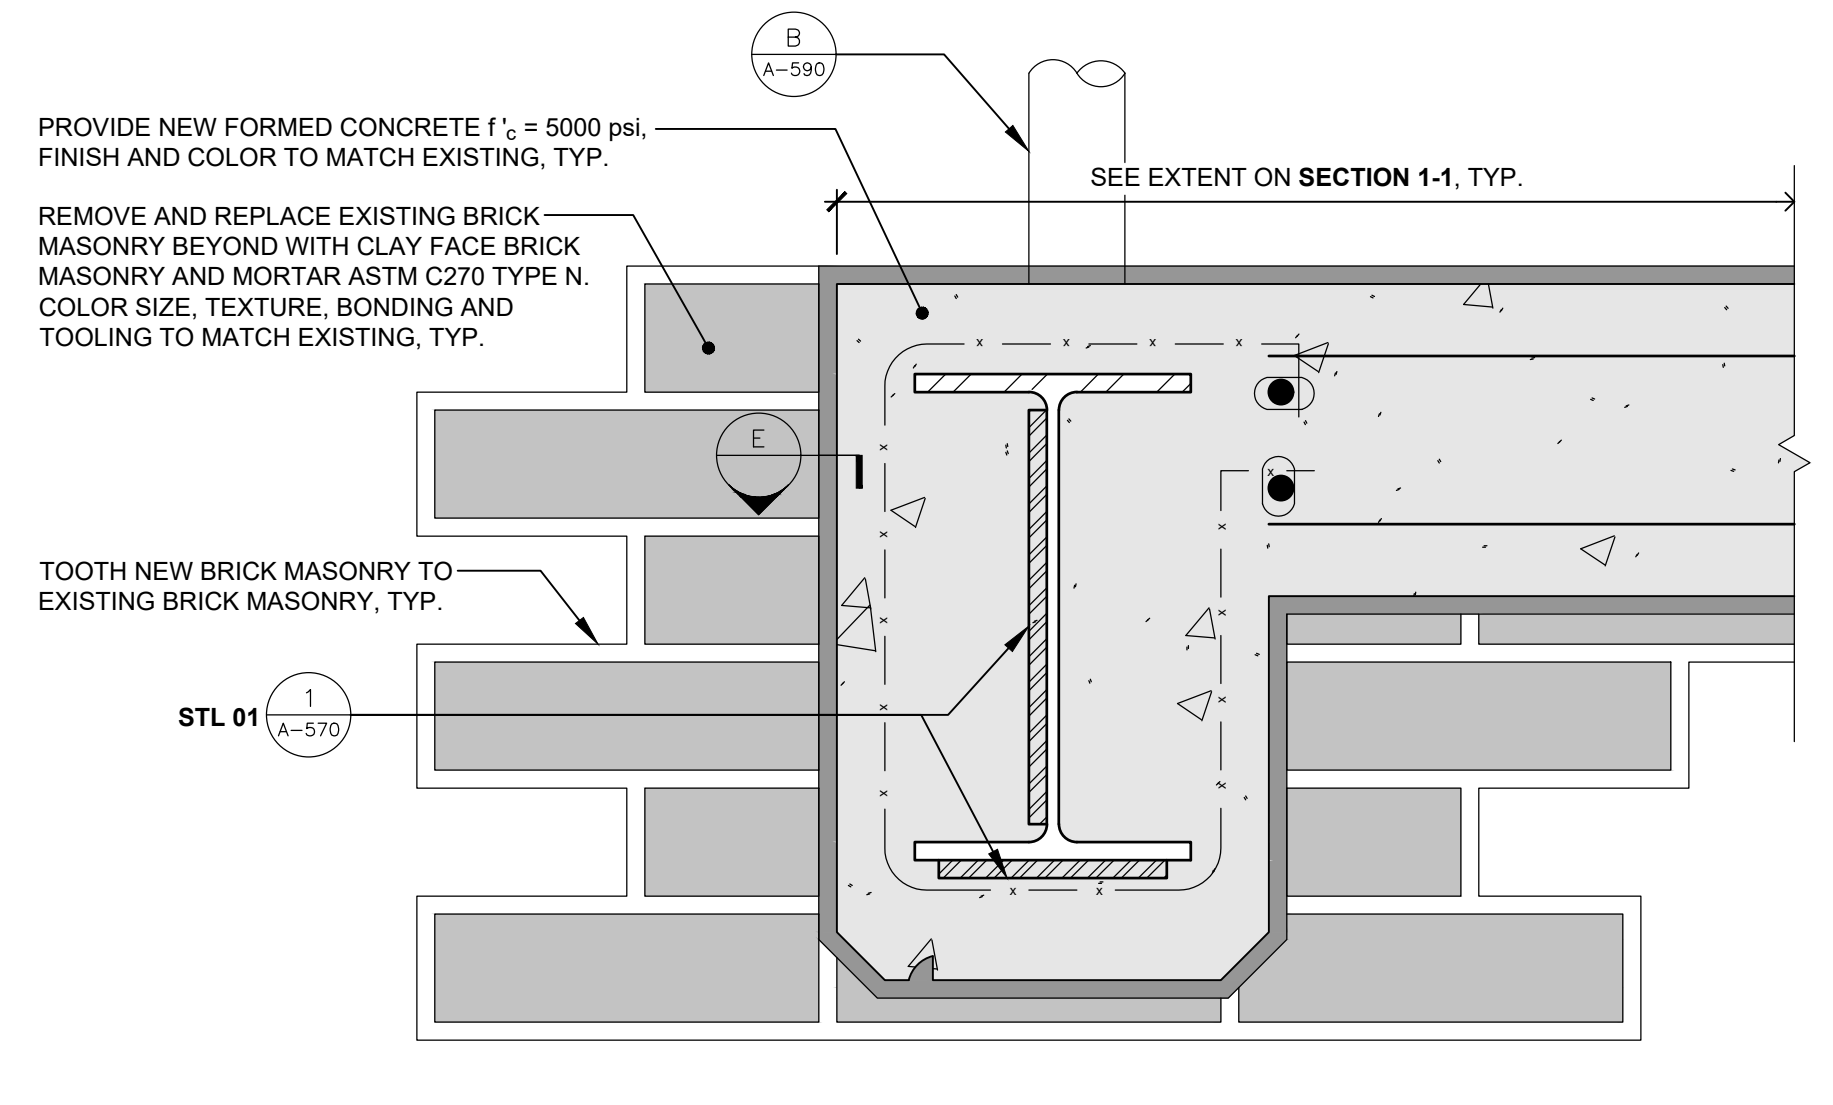 B
A-590
PROVIDE NEW FORMED CONCRETE f 'c = 5000 psi,
FINISH AND COLOR TO MATCH EXISTING, TYP.
SEE EXTENT ON SECTION 1-1, TYP.
REMOVE AND REPLACE EXISTING BRICK
MASONRY BEYOND WITH CLAY FACE BRICK
MASONRY AND MORTAR ASTM C270 TYPE N.
COLOR SIZE, TEXTURE, BONDING AND
TOOLING TO MATCH EXISTING, TYP.
E
TOOTH NEW BRICK MASONRY TO
EXISTING BRICK MASONRY, TYP.
STL 01
1
A-570